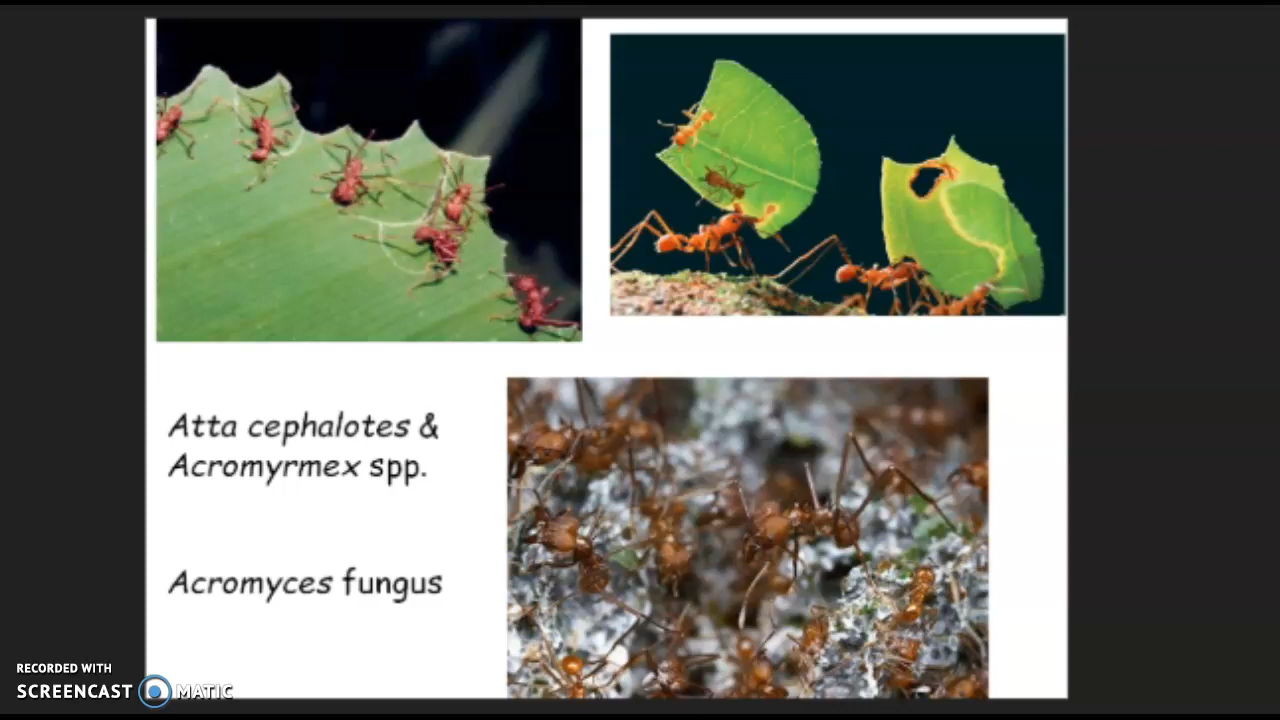 Atta cephalotes &
Acromyrmex spp.
Acromyces fungus
RECORDED WITH
SCREENCAST MATIC